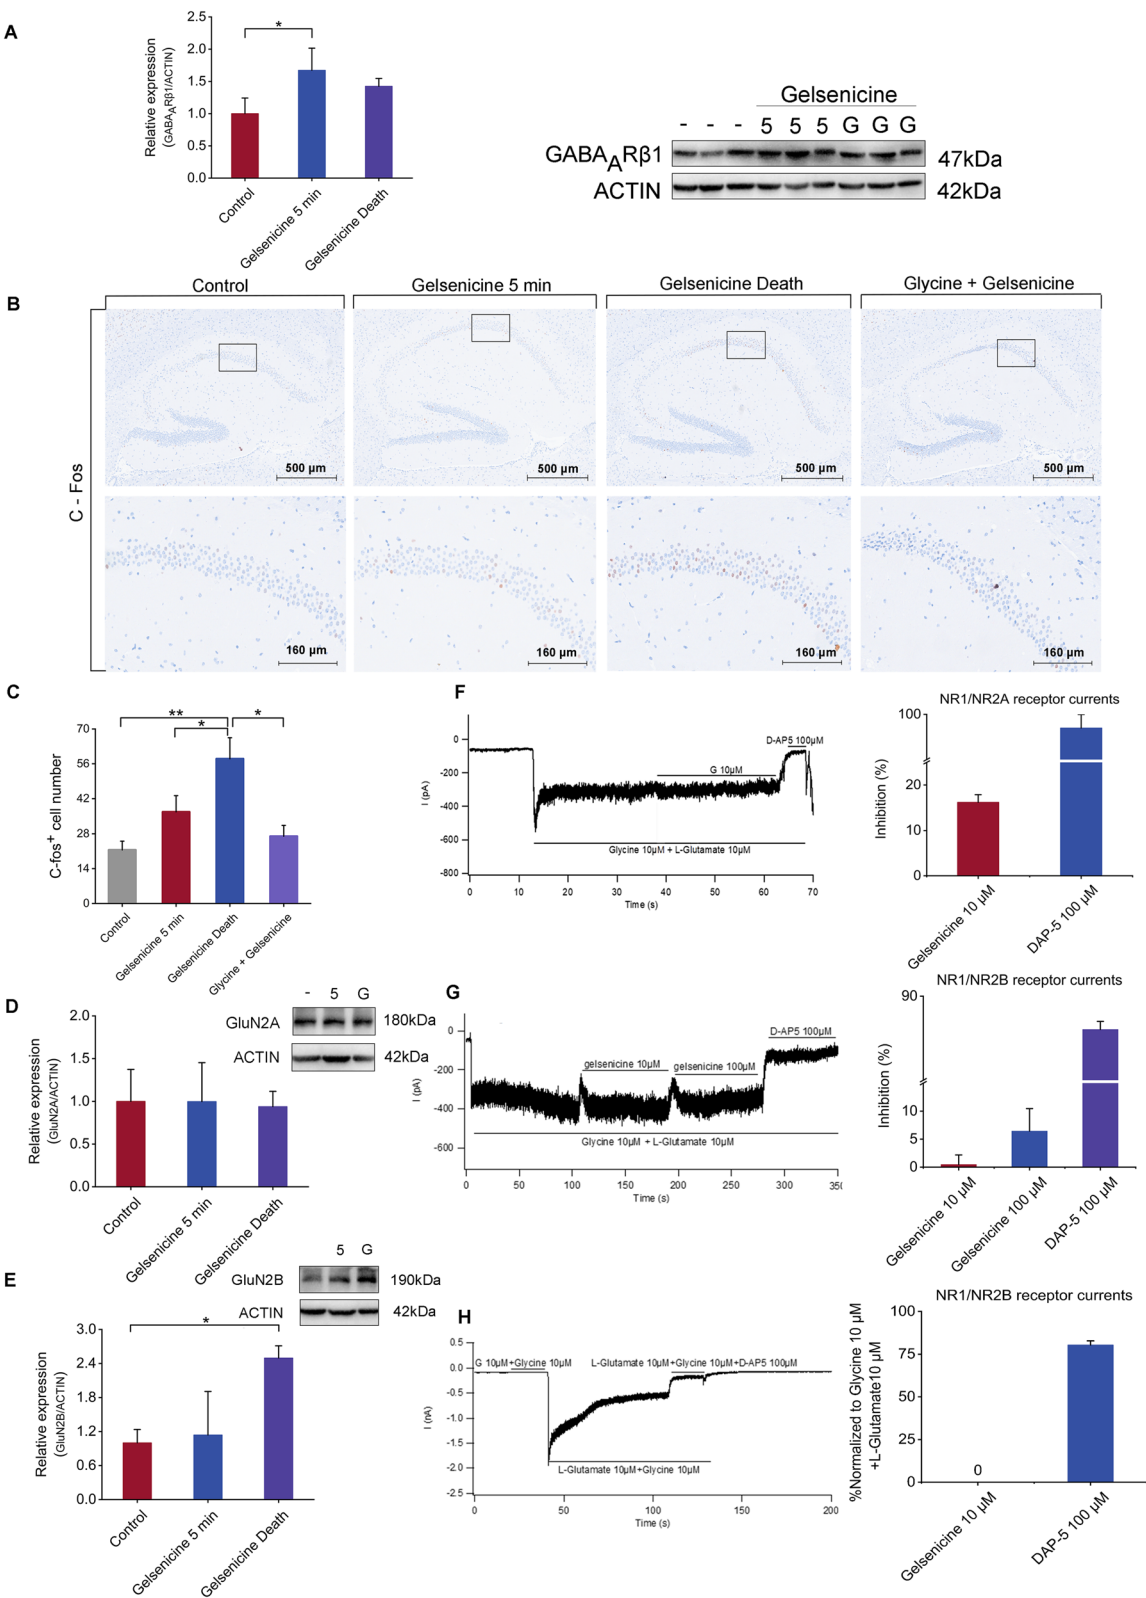 A
Relative expression
(GABAARβ1/ACTIN)
2.5
2.0
1.5
1.0
0.5
0.0
*
Control
Gelsenicine 5 min
Gelsenicine Death
Gelsenicine
- - - 5 5 5 G G G
GABAARβ1
47kDa
ACTIN
42kDa
B
Control
Gelsenicine 5 min
Gelsenicine Death
Glycine + Gelsenicine
C - Fos
500 µm
500 µm
500 µm
500 µm
160 µm
160 µm
160 µm
160 µm
C
C-fos+ cell number
70
56
42
28
14
0
**
*
*
Control
Gelsenicine 5 min
Gelsenicine Death
Glycine + Gelsenicine
F
I (pA)
0
-200
-400
-600
-800
D-AP5 100µM
G 10µM
Glycine 10µM + L-Glutamate 10µM
0 10 20 30 40 50 60 70
Time (s)
NR1/NR2A receptor currents
Inhibition (%)
100
20
10
0
Gelsenicine 10 µM
DAP-5 100 µM
D
Relative expression
(GluN2A/ACTIN)
2.0
1.5
1.0
0.5
0.0
- 5 G
GluN2A
180kDa
ACTIN
42kDa
Control
Gelsenicine 5 min
Gelsenicine Death
G
I (pA)
0
-200
-400
-600
D-AP5 100µM
gelsenicine 10µM
gelsenicine 100µM
Glycine 10µM + L-Glutamate 10µM
0 50 100 150 200 250 300 35
Time (s)
NR1/NR2B receptor currents
Inhibition (%)
90
10
5
0
Gelsenicine 10 µM
Gelsenicine 100 µM
DAP-5 100 µM
E
5 G
GluN2B
190kDa
ACTIN
42kDa
Relative expression
(GluN2B/ACTIN)
3.0
2.4
1.8
1.2
0.6
0.0
*
Control
Gelsenicine 5 min
Gelsenicine Death
H
I (nA)
0.5
0.0
-0.5
-1.0
-1.5
-2.0
-2.5
G 10µM+Glycine 10µM
L-Glutamate 10µM+Glycine 10µM+D-AP5 100µM
L-Glutamate 10µM+Glycine 10µM
0 50 100 150 200
Time (s)
NR1/NR2B receptor currents
%Normalized to Glycine 10 µM
+L-Glutamate10 µM
100
75
50
25
0
0
Gelsenicine 10 µM
DAP-5 100 µM